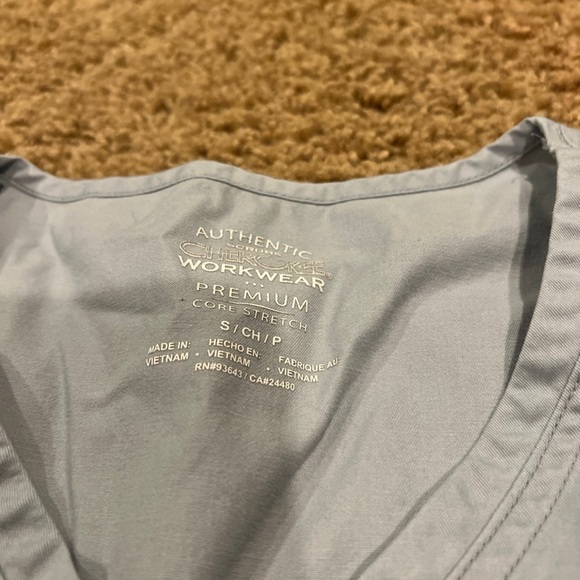 AUTHENTIC
SCRUBS
CHEROKEE
WORKWEAR
...
PREMIUM
CORE STRETCH
S / CH / P
MADE IN: HECHO EN: FABRIQUE AU:
VIETNAM • VIETNAM • VIETNAM
RN#93643 / CA#24480